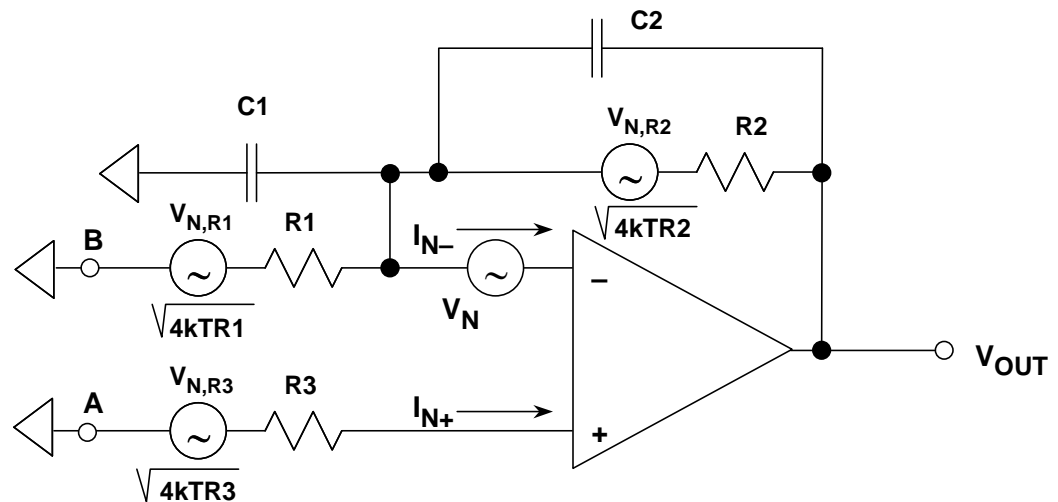 C2
C1
V_N,R2
R2
V_N,R1
R1
√4kTR2
B
I_N–
–
V_N
√4kTR1
V_OUT
V_N,R3
R3
A
I_N+
+
√4kTR3